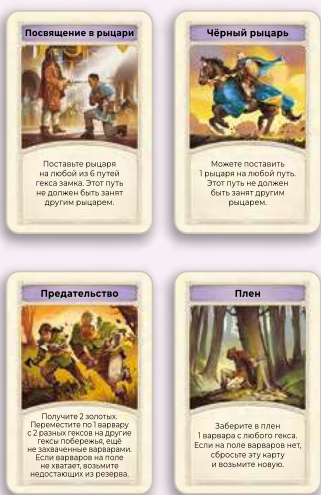 Посвящение в рыцари
Поставьте рыцаря
на любой из 6 путей
гекса замка. Этот путь
не должен быть занят
другим рыцарем.
Чёрный рыцарь
Можете поставить
1 рыцаря на любой путь.
Этот путь не должен
быть занят другим
рыцарем.
Предательство
Получите 2 золотых.
Переместите по 1 варвару
с 2 разных гексов на другие
гексы побережья, ещё
не захваченные варварами.
Если варваров на поле
не хватает, возьмите
недостающих из резерва.
Плен
Заберите в плен
1 варвара с любого гекса.
Если на поле варваров нет,
сбросьте эту карту
и возьмите новую.